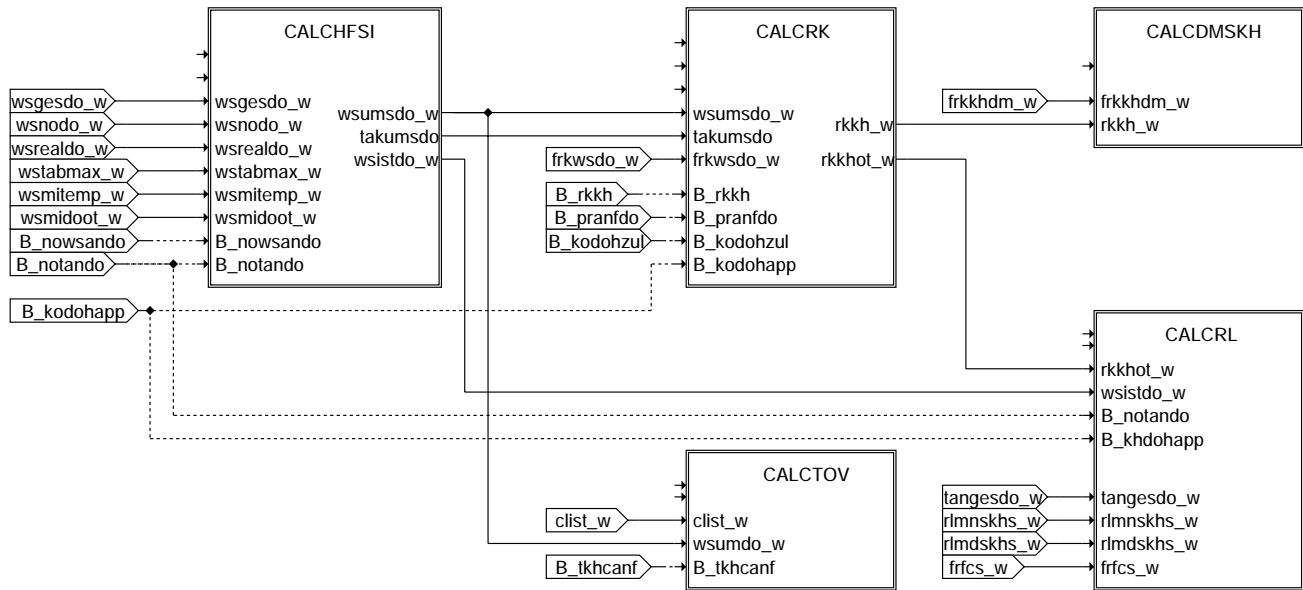 CALCHFSI
wsgesdo_w
wsnodo_w
wsrealdo_w
wstabmax_w
wsmitemp_w
wsmidoot_w
B_nowsando
B_notando
B_kodohapp
wsgesdo_w
wsnodo_w
wsrealdo_w
wstabmax_w
wsmitemp_w
wsmidoot_w
B_nowsando
B_notando
wsumsdo_w
takumsdo
wsistdo_w
CALCRK
frkwsdo_w
B_rkkh
B_pranfdo
B_kodohzul
wsumsdo_w
takumsdo
frkwsdo_w
B_rkkh
B_pranfdo
B_kodohzul
B_kodohapp
rkkh_w
rkkhot_w
CALCDMSKH
frkkhdm_w
frkkhdm_w
rkkh_w
CALCTOV
clist_w
B_tkhcanf
clist_w
wsumdo_w
B_tkhcanf
CALCRL
tangesdo_w
rlmnskhs_w
rlmdskhs_w
frfcs_w
rkkhot_w
wsistdo_w
B_notando
B_khdohapp
tangesdo_w
rlmnskhs_w
rlmdskhs_w
frfcs_w